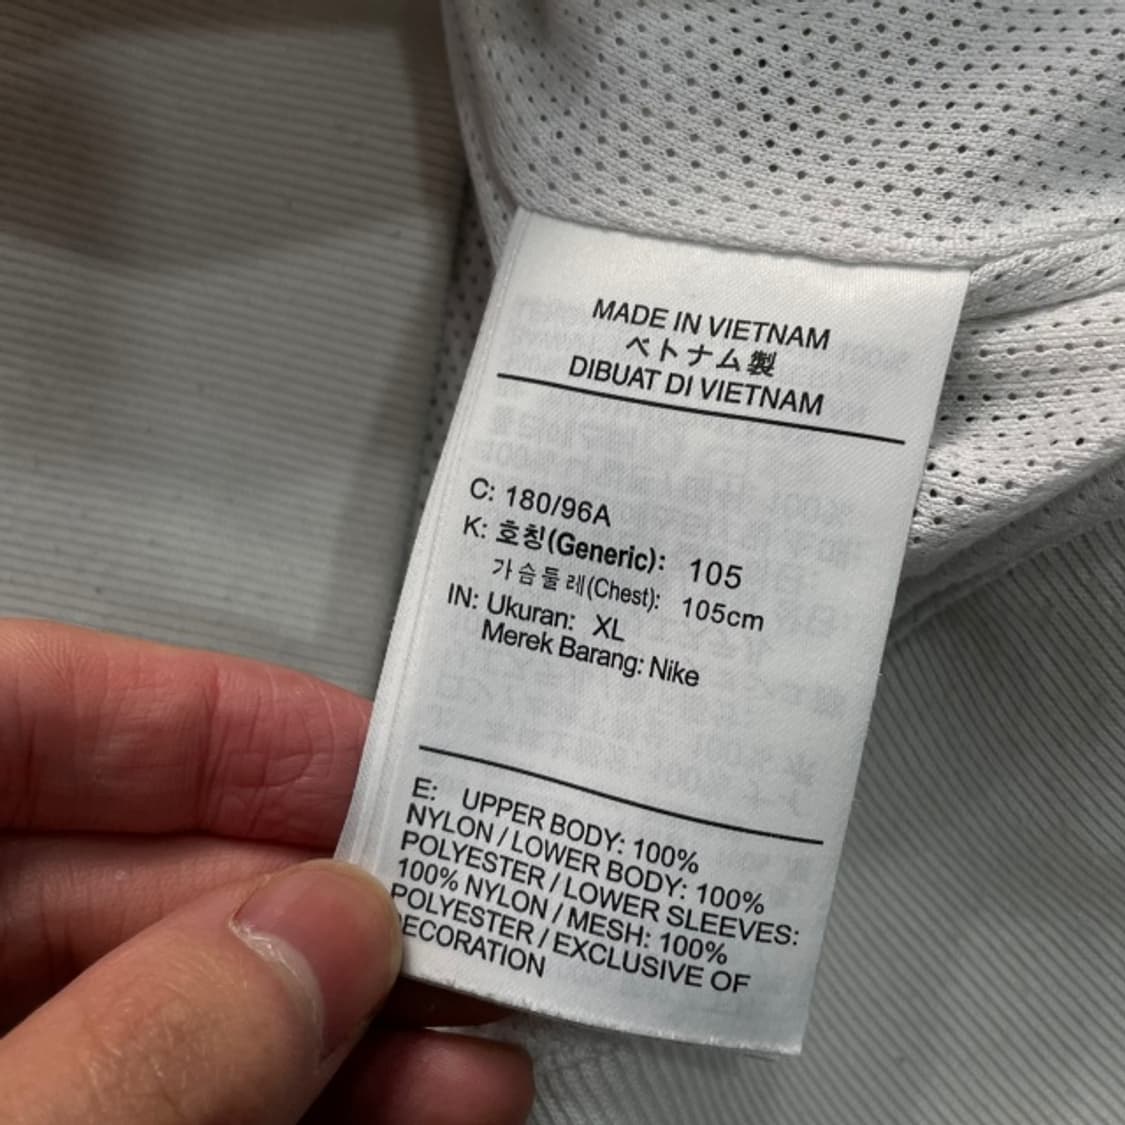 MADE IN VIETNAM
ベトナム製
DIBUAT DI VIETNAM
C: 180/96A
K: 호칭(Generic): 105
가슴둘레(Chest): 105cm
IN: Ukuran: XL
Merek Barang: Nike
E: UPPER BODY: 100%
NYLON / LOWER BODY: 100%
POLYESTER / LOWER SLEEVES:
100% NYLON / MESH: 100%
POLYESTER / EXCLUSIVE OF
DECORATION